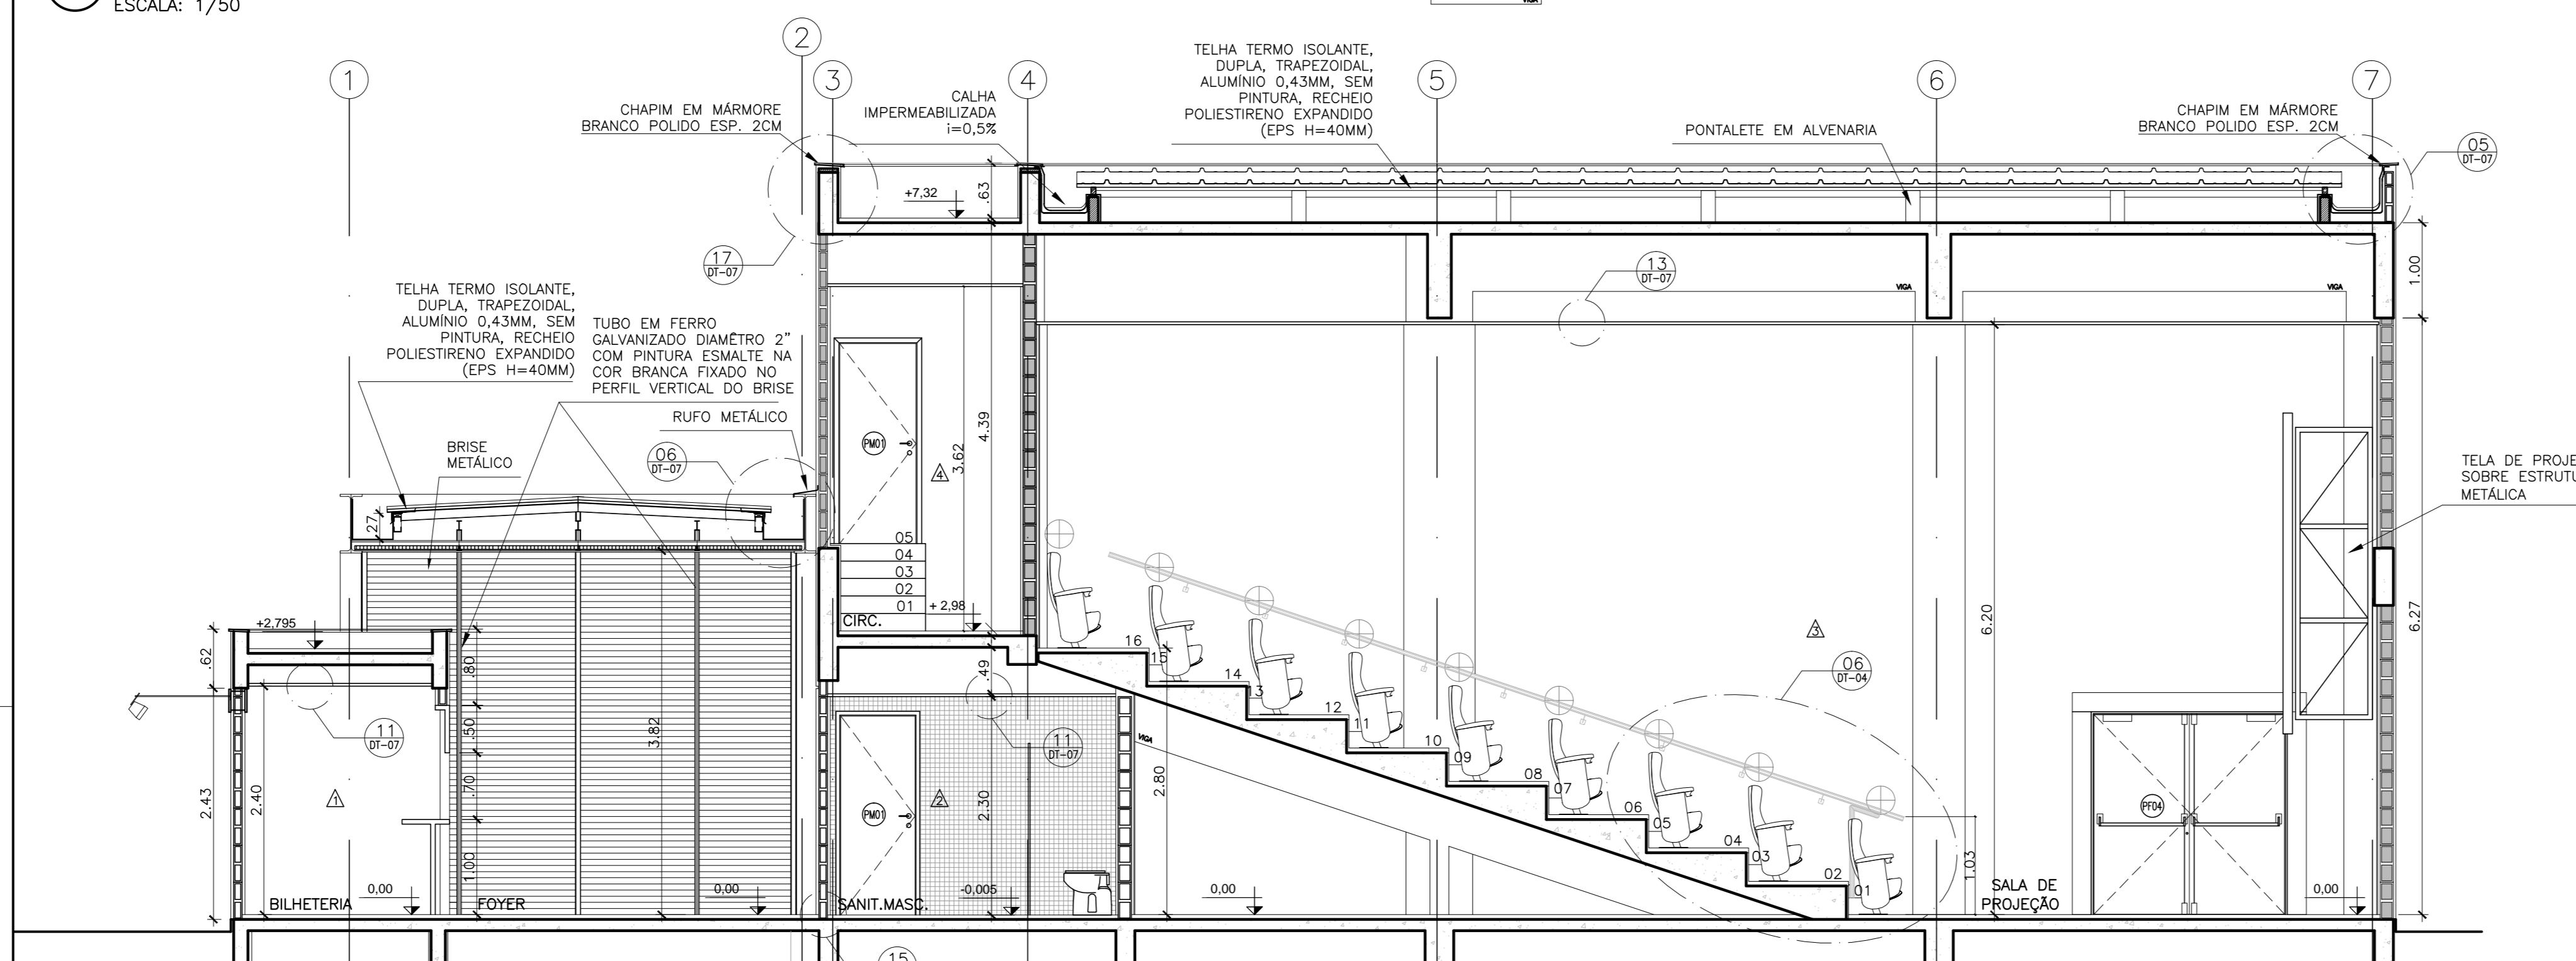 ESCALA: 1/50
VIGA
1
2
3
4
5
6
7
CHAPIM EM MÁRMORE
BRANCO POLIDO ESP. 2CM
CALHA
IMPERMEABILIZADA
i=0,5%
TELHA TERMO ISOLANTE,
DUPLA, TRAPEZOIDAL,
ALUMÍNIO 0,43MM, SEM
PINTURA, RECHEIO
POLIESTIRENO EXPANDIDO
(EPS H=40MM)
PONTALETE EM ALVENARIA
CHAPIM EM MÁRMORE
BRANCO POLIDO ESP. 2CM
05
DT-07
+7,32
.63
17
DT-07
13
DT-07
VIGA
VIGA
1.00
TELHA TERMO ISOLANTE,
DUPLA, TRAPEZOIDAL,
ALUMÍNIO 0,43MM, SEM
PINTURA, RECHEIO
POLIESTIRENO EXPANDIDO
(EPS H=40MM)
TUBO EM FERRO
GALVANIZADO DIAMÊTRO 2"
COM PINTURA ESMALTE NA
COR BRANCA FIXADO NO
PERFIL VERTICAL DO BRISE
RUFO METÁLICO
BRISE
METÁLICO
06
DT-07
PM01
4
3.62
4.39
TELA DE PROJE
SOBRE ESTRUTU
METÁLICA
.27
05
04
03
02
01
+ 2,98
CIRC.
+2,795
.62
.80
.50
.70
1.00
3.82
2.43
2.40
1
11
DT-07
.49
11
DT-07
VIGA
PM01
2
2.30
2.80
16
15
14
13
12
11
10
09
08
07
06
05
04
03
02
01
3
06
DT-04
6.20
6.27
1.03
PF04
BILHETERIA
0,00
FOYER
0,00
SANIT.MASC.
-0,005
0,00
SALA DE
PROJEÇÃO
0,00
15